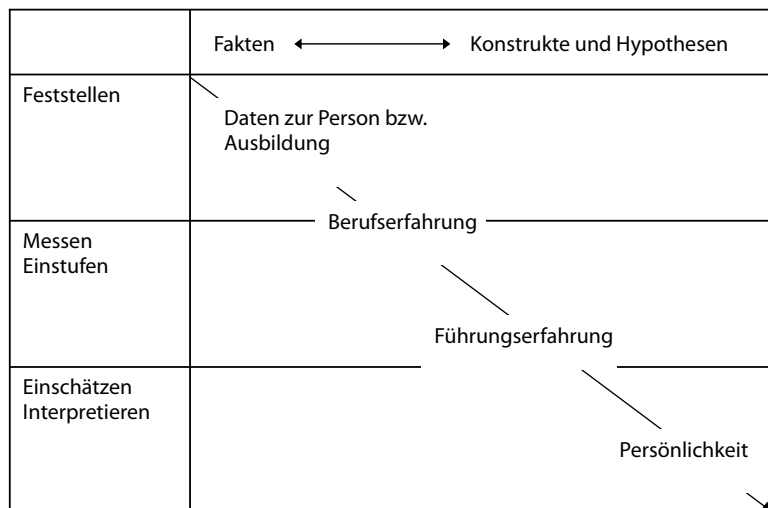 Fakten Konstrukte und Hypothesen
Feststellen
Daten zur Person bzw.
Ausbildung
Berufserfahrung
Messen
Einstufen
Führungserfahrung
Einschätzen
Interpretieren
Persönlichkeit